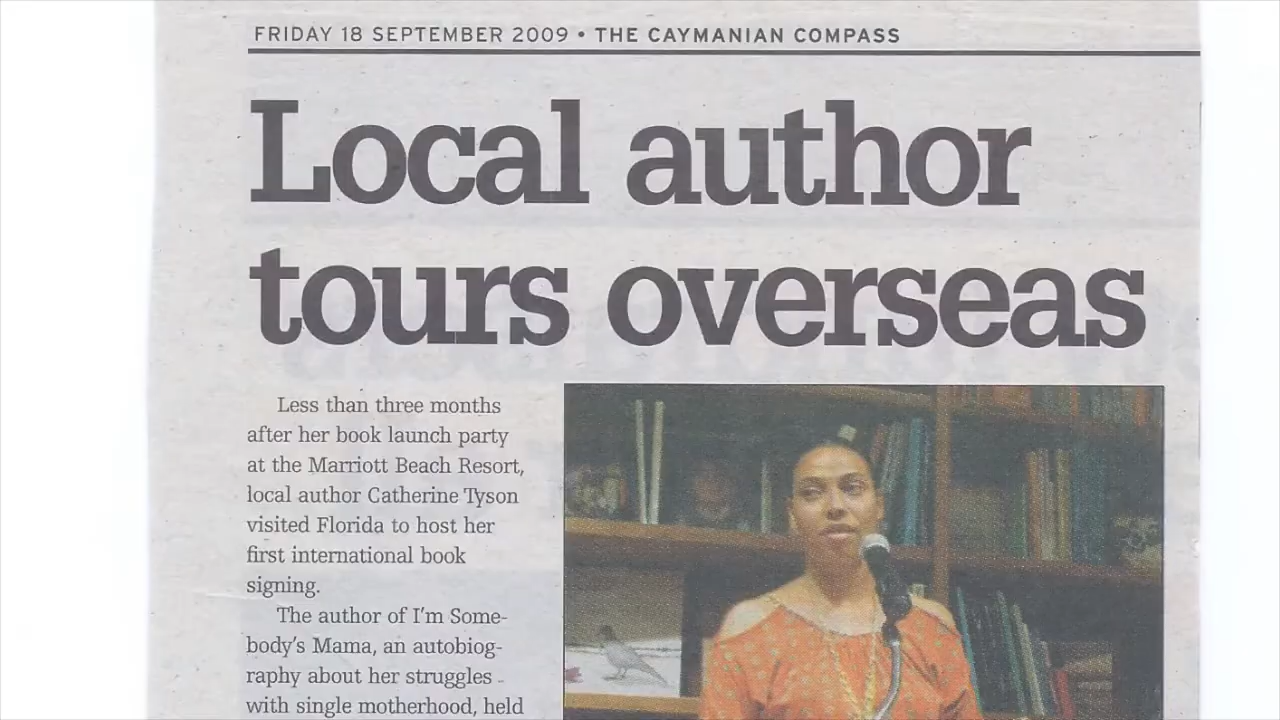 FRIDAY 18 SEPTEMBER 2009 • THE CAYMANIAN COMPASS
Local author
tours overseas
Less than three months
after her book launch party
at the Marriott Beach Resort,
local author Catherine Tyson
visited Florida to host her
first international book
signing.
The author of I'm Some-
body's Mama, an autobiog-
raphy about her struggles
with single motherhood, held